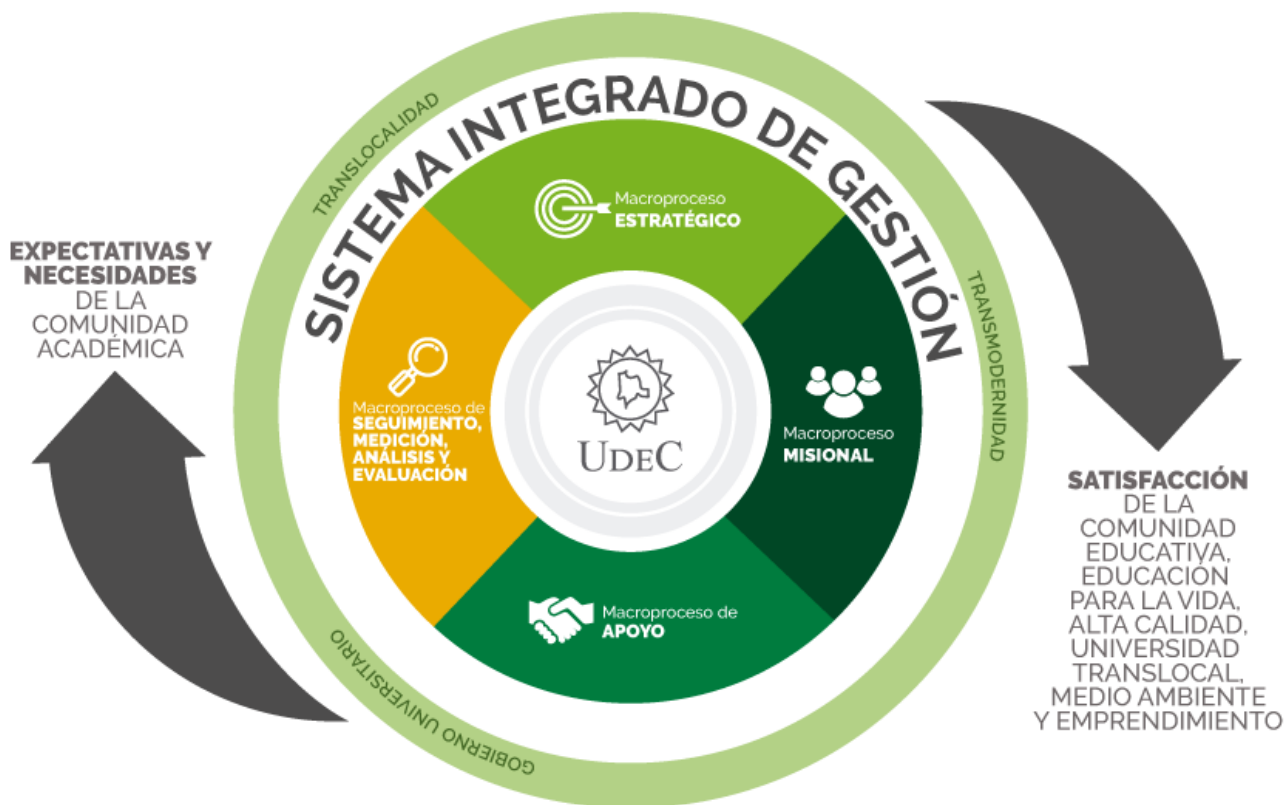 SISTEMA INTEGRADO DE GESTIÓN
TRANSLOCALIDAD
TRANSMODERNIDAD
GOBIERNO UNIVERSITARIO
EXPECTATIVAS Y
NECESIDADES
DE LA
COMUNIDAD
ACADÉMICA
Macroproceso
ESTRATÉGICO
Macroproceso de
SEGUIMIENTO,
MEDICIÓN,
ANÁLISIS Y
EVALUACIÓN
UDEC
Macroproceso
MISIONAL
Macroproceso de
APOYO
SATISFACCIÓN
DE LA
COMUNIDAD
EDUCATIVA,
EDUCACIÓN
PARA LA VIDA,
ALTA CALIDAD,
UNIVERSIDAD
TRANSLOCAL,
MEDIO AMBIENTE
Y EMPRENDIMIENTO